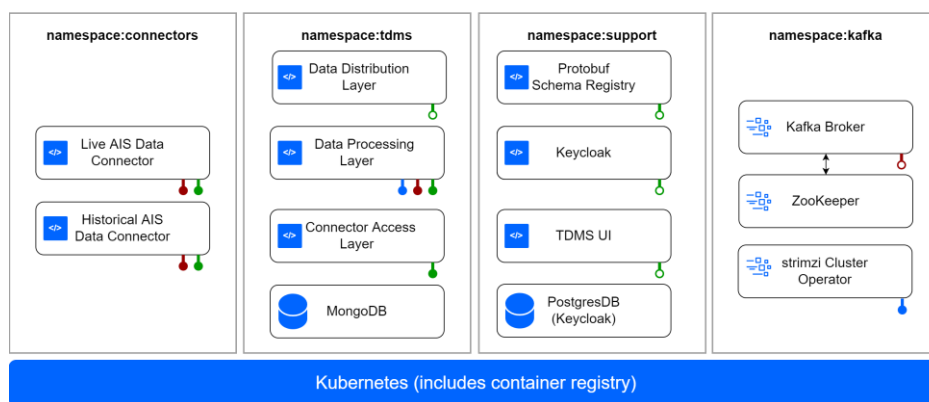 namespace:connectors
Live AIS Data
Connector
Historical AIS
Data Connector
namespace:tdms
Data Distribution
Layer
Data Processing
Layer
Connector Access
Layer
MongoDB
namespace:support
Protobuf
Schema Registry
Keycloak
TDMS UI
PostgresDB
(Keycloak)
namespace:kafka
Kafka Broker
ZooKeeper
strimzi Cluster
Operator
Kubernetes (includes container registry)